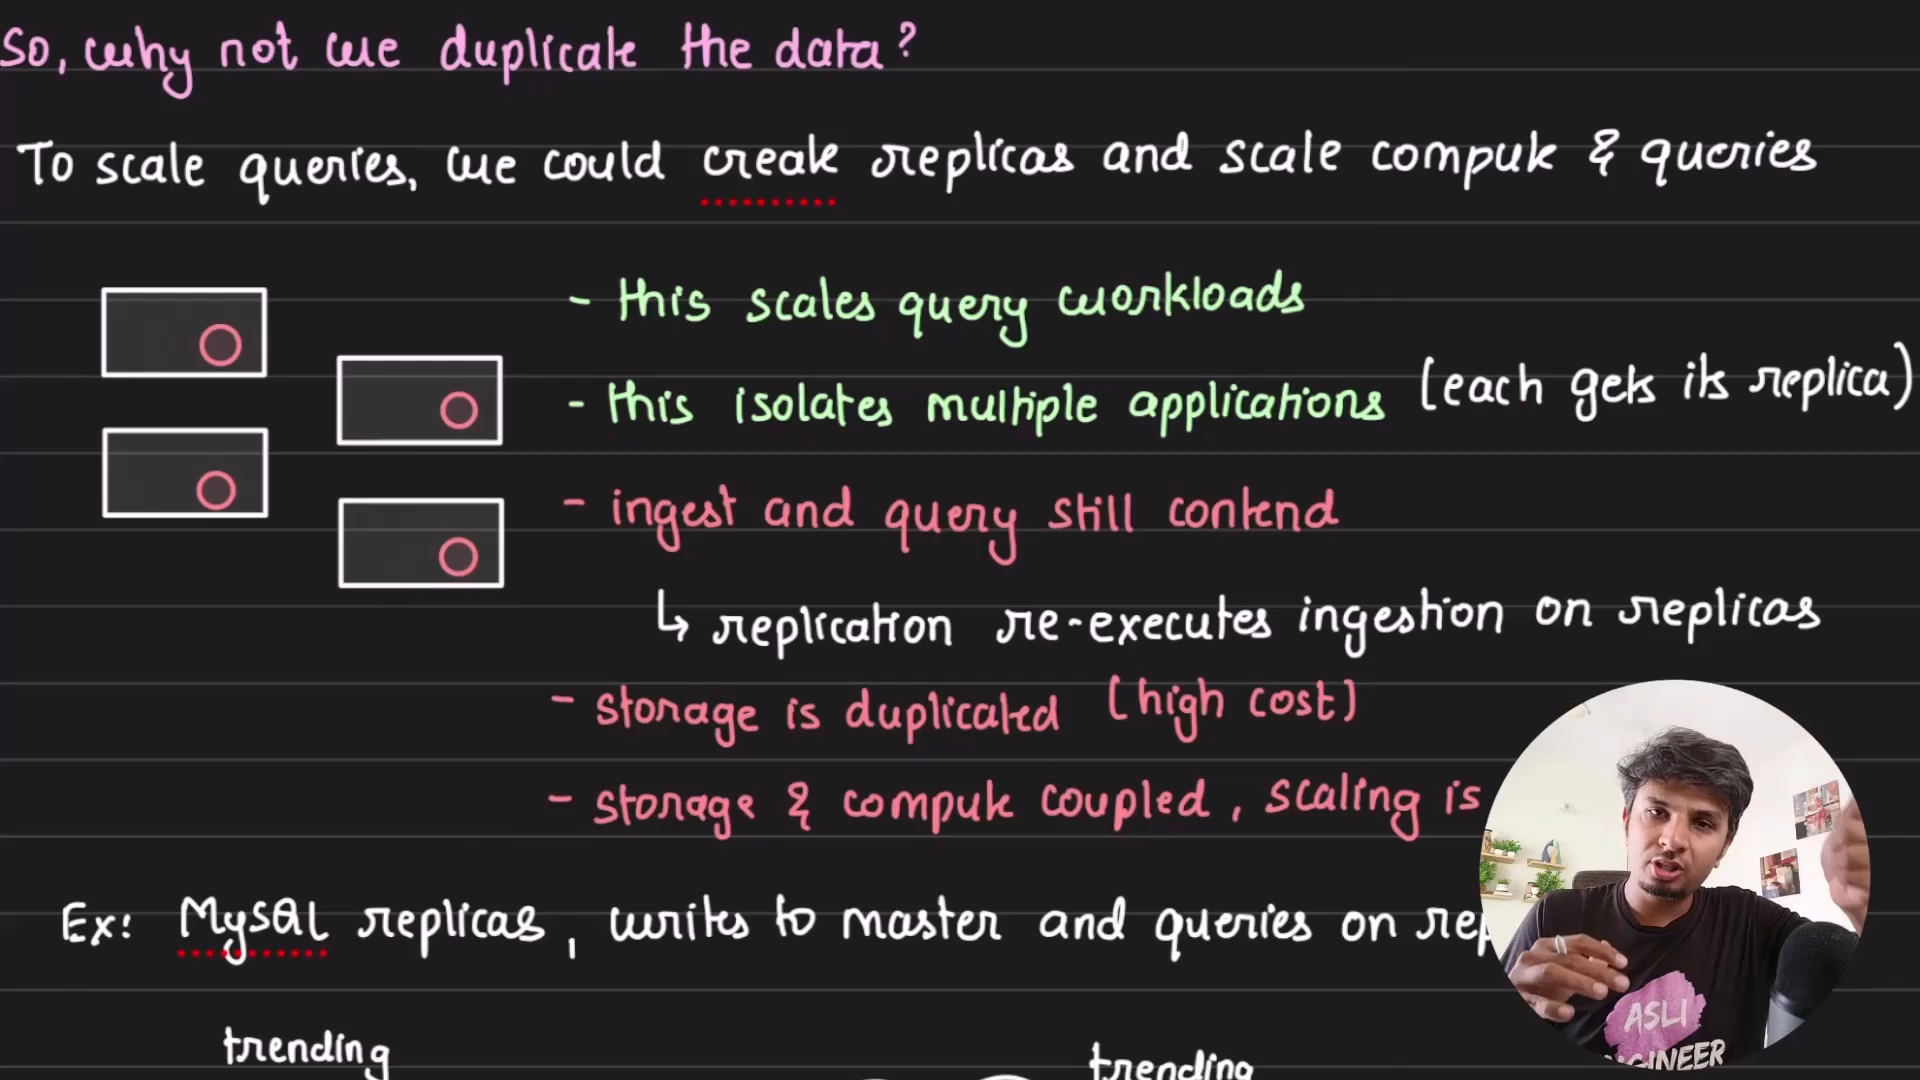 So, why not we duplicate the data?
To scale queries, we could create replicas and scale compute & queries
- this scales query workloads
- this isolates multiple applications (each gets its replica)
- ingest and query still contend
↳ replication re-executes ingestion on replicas
- storage is duplicated (high cost)
- storage & compute coupled, scaling is
Ex: MySQL replicas, writes to master and queries on rep
trending
trending
ASLI
ENGINEER